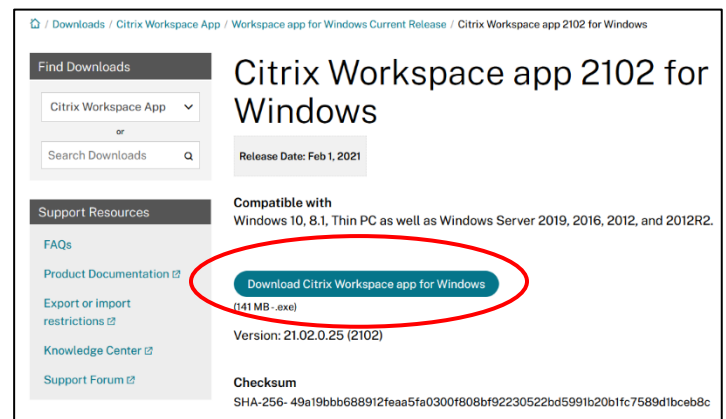 / Downloads / Citrix Workspace App / Workspace app for Windows Current Release / Citrix Workspace app 2102 for Windows
Find Downloads
Citrix Workspace App
or
Search Downloads
Support Resources
FAQs
Product Documentation
Export or import
restrictions
Knowledge Center
Support Forum
Citrix Workspace app 2102 for
Windows
Release Date: Feb 1, 2021
Compatible with
Windows 10, 8.1, Thin PC as well as Windows Server 2019, 2016, 2012, and 2012R2.
Download Citrix Workspace app for Windows
(141 MB - .exe)
Version: 21.02.0.25 (2102)
Checksum
SHA-256- 49a19bbb688912feaa5fa0300f808bf92230522bd5991b20b1fc7589d1bceb8c